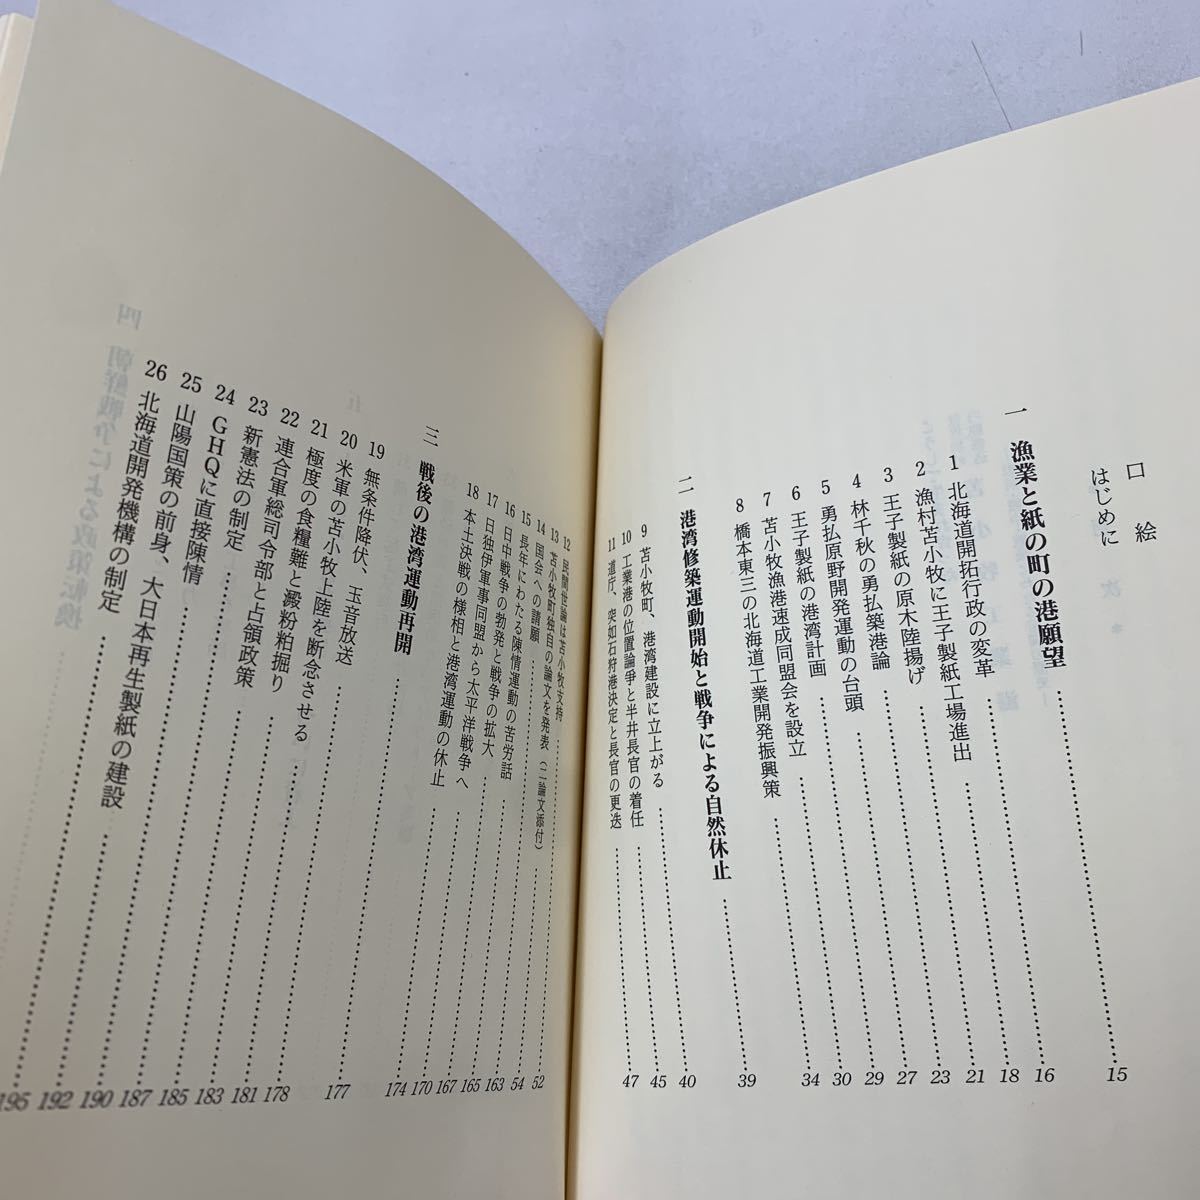 口絵
はじめに
一 漁業と紙の町の港願望……15
1 北海道開拓行政の変革……16
2 漁村苫小牧に王子製紙工場進出……18
3 王子製紙の原木陸揚げ……21
4 林千秋の勇払築港論……23
5 勇払原野開発運動の台頭……27
6 王子製紙の港湾計画……29
7 苫小牧漁港速成同盟会を設立……30
8 橋本東三の北海道工業開発振興策……34
二 港湾修築運動開始と戦争による自然休止……39
9 苫小牧町、港湾建設に立上がる……40
10 工業港の位置論争と半井長官の着任……45
11 道庁、突如石狩港決定と長官の更迭……47
12 民間世論は苫小牧支持……52
13 苫小牧町独自の論文を発表(二論文添付)……54
14 国会への請願……163
15 長年にわたる陳情運動の苦労話……165
16 日中戦争の勃発と戦争の拡大……167
17 日独伊軍事同盟から太平洋戦争へ……170
18 本土決戦の様相と港湾運動の休止……174
三 戦後の港湾運動再開……177
19 無条件降伏、玉音放送……178
20 米軍の苫小牧上陸を断念させる……181
21 極度の食糧難と澱粉粕掘り……183
22 連合軍総司令部と占領政策……185
23 新憲法の制定……187
24 GHQに直接陳情……190
25 山陽国策の前身、大日本再生製紙の建設……192
26 北海道開発機構の制定……195